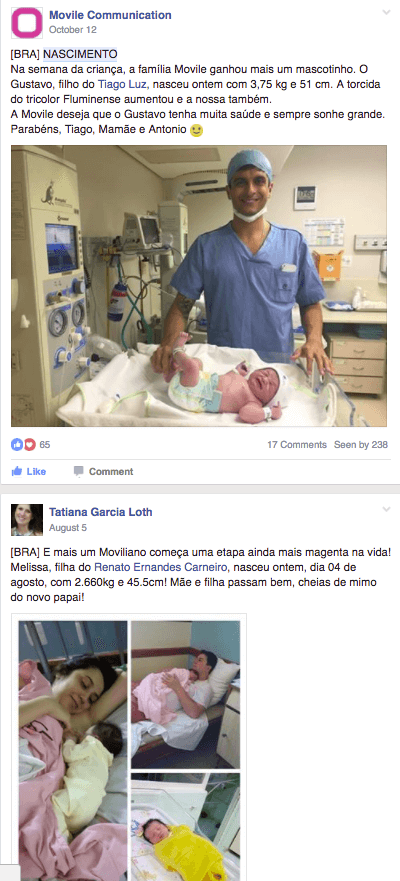 Movile Communication
October 12
[BRA] NASCIMENTO
Na semana da criança, a família Movile ganhou mais um mascotinho. O
Gustavo, filho do Tiago Luz, nasceu ontem com 3,75 kg e 51 cm. A torcida
do tricolor Fluminense aumentou e a nossa também.
A Movile deseja que o Gustavo tenha muita saúde e sempre sonhe grande.
Parabéns, Tiago, Mamãe e Antonio
65
17 Comments Seen by 238
Like Comment
Tatiana Garcia Loth
August 5
[BRA] E mais um Moviliano começa uma etapa ainda mais magenta na vida!
Melissa, filha do Renato Ernandes Carneiro, nasceu ontem, dia 04 de
agosto, com 2.660kg e 45.5cm! Mãe e filha passam bem, cheias de mimo
do novo papai!